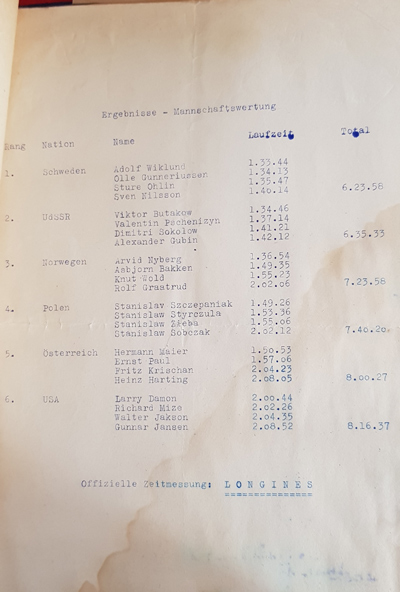 Ergebnisse - Mannschaftswertung
Rang Nation Name Laufzeit Total
1. Schweden Adolf Wiklund 1.33.44
Olle Gunneriussen 1.34.13
Sture Ohlin 1.35.47
Sven Nilsson 1.40.14 6.23.58
2. UdSSR Viktor Butakow 1.34.46
Valentin Pschenizyn 1.37.14
Dimitri Sokolow 1.41.21
Alexander Gubin 1.42.12 6.35.33
3. Norwegen Arvid Nyberg 1.36.54
Asbjorn Bakken 1.49.35
Knut Wold 1.55.23
Rolf Graatrud 2.02.06 7.23.58
4. Polen Stanislav Szczepaniak 1.49.26
Stanislaw Styrczula 1.53.36
Stanislav Zieba 1.55.06
Stanislaw Sobczak 2.02.12 7.40.20
5. Österreich Hermann Maier 1.50.53
Ernst Paul 1.57.06
Fritz Krischan 2.04.23
Heinz Harting 2.08.05 8.00.27
6. USA Larry Damon 2.00.44
Richard Mize 2.02.26
Walter Jakson 2.04.35
Gunnar Jansen 2.08.52 8.16.37
Offizielle Zeitmessung: L O N G I N E S